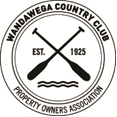 WANDAWEGA COUNTRY CLUB
EST. 1925
PROPERTY OWNERS ASSOCIATION